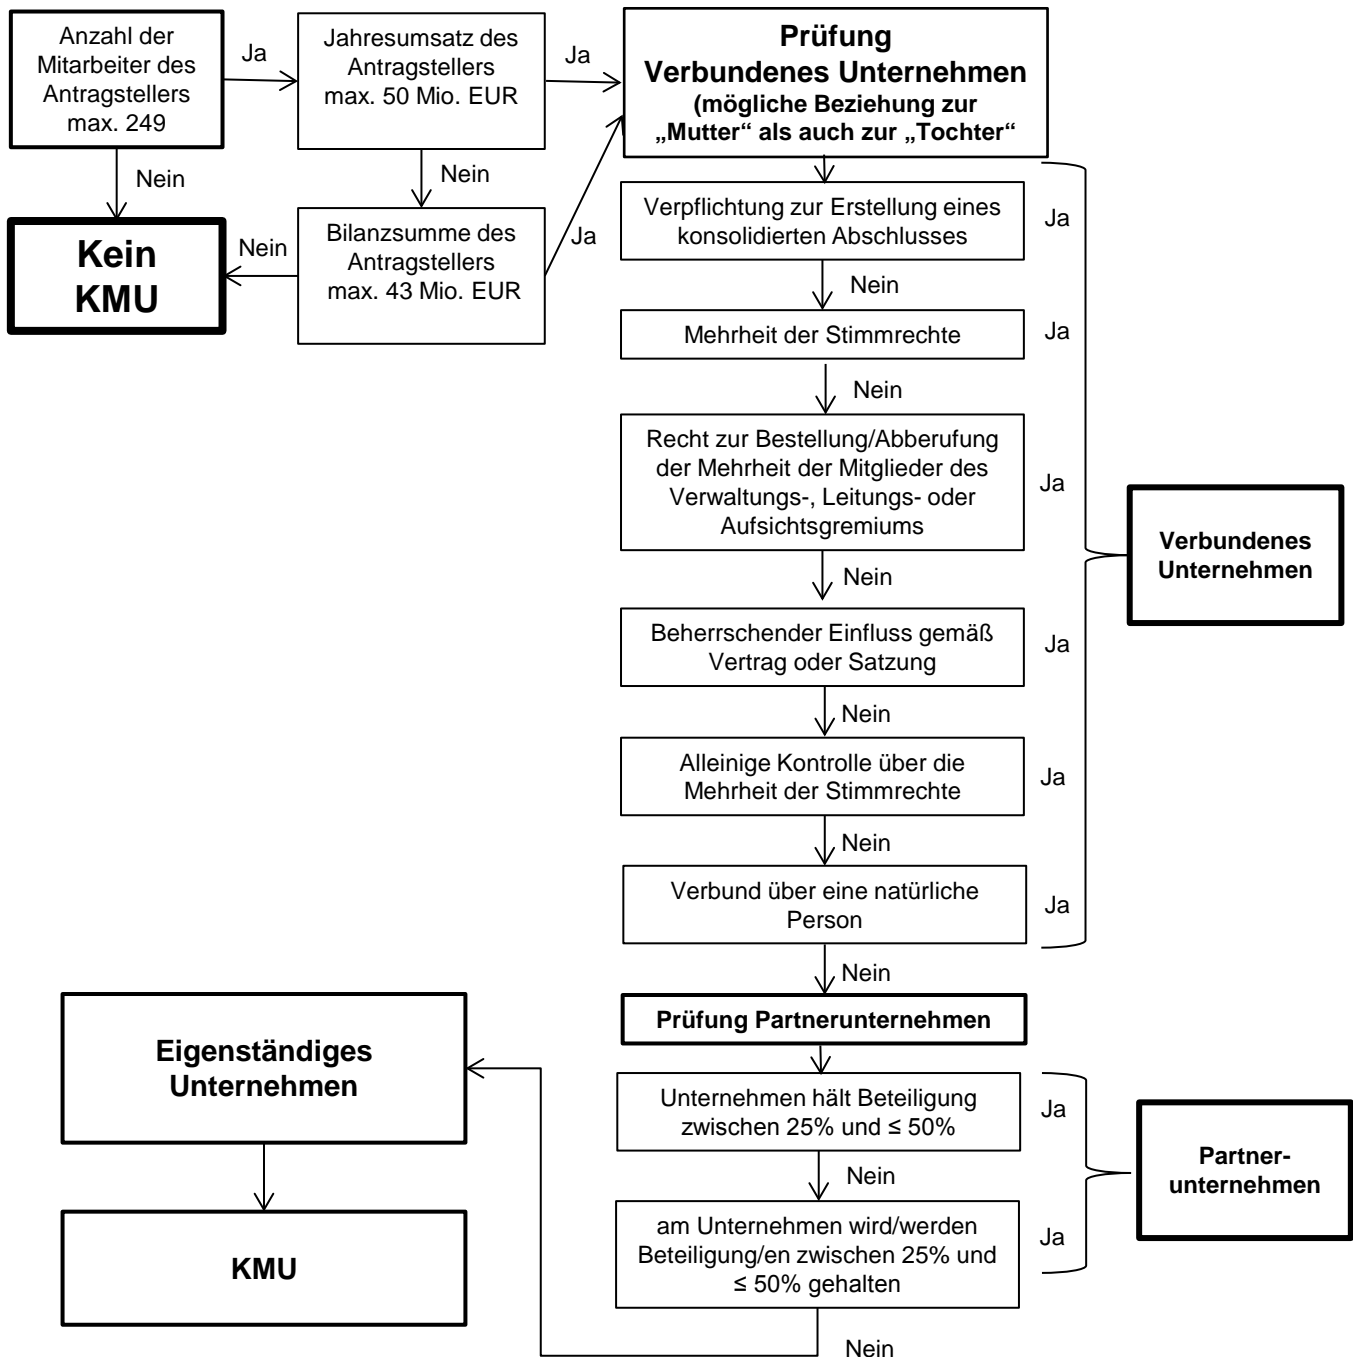 Anzahl der
Mitarbeiter des
Antragstellers
max. 249
Ja
Jahresumsatz des
Antragstellers
max. 50 Mio. EUR
Ja
Prüfung
Verbundenes Unternehmen
(mögliche Beziehung zur
„Mutter“ als auch zur „Tochter“
Nein
Nein
Kein
KMU
Nein
Bilanzsumme des
Antragstellers
max. 43 Mio. EUR
Ja
Verpflichtung zur Erstellung eines
konsolidierten Abschlusses
Ja
Nein
Mehrheit der Stimmrechte
Ja
Nein
Recht zur Bestellung/Abberufung
der Mehrheit der Mitglieder des
Verwaltungs-, Leitungs- oder
Aufsichtsgremiums
Ja
Verbundenes
Unternehmen
Nein
Beherrschender Einfluss gemäß
Vertrag oder Satzung
Ja
Nein
Alleinige Kontrolle über die
Mehrheit der Stimmrechte
Ja
Nein
Verbund über eine natürliche
Person
Ja
Nein
Prüfung Partnerunternehmen
Eigenständiges
Unternehmen
Unternehmen hält Beteiligung
zwischen 25% und ≤ 50%
Ja
Partner-
unternehmen
Nein
am Unternehmen wird/werden
Beteiligung/en zwischen 25% und
≤ 50% gehalten
Ja
KMU
Nein